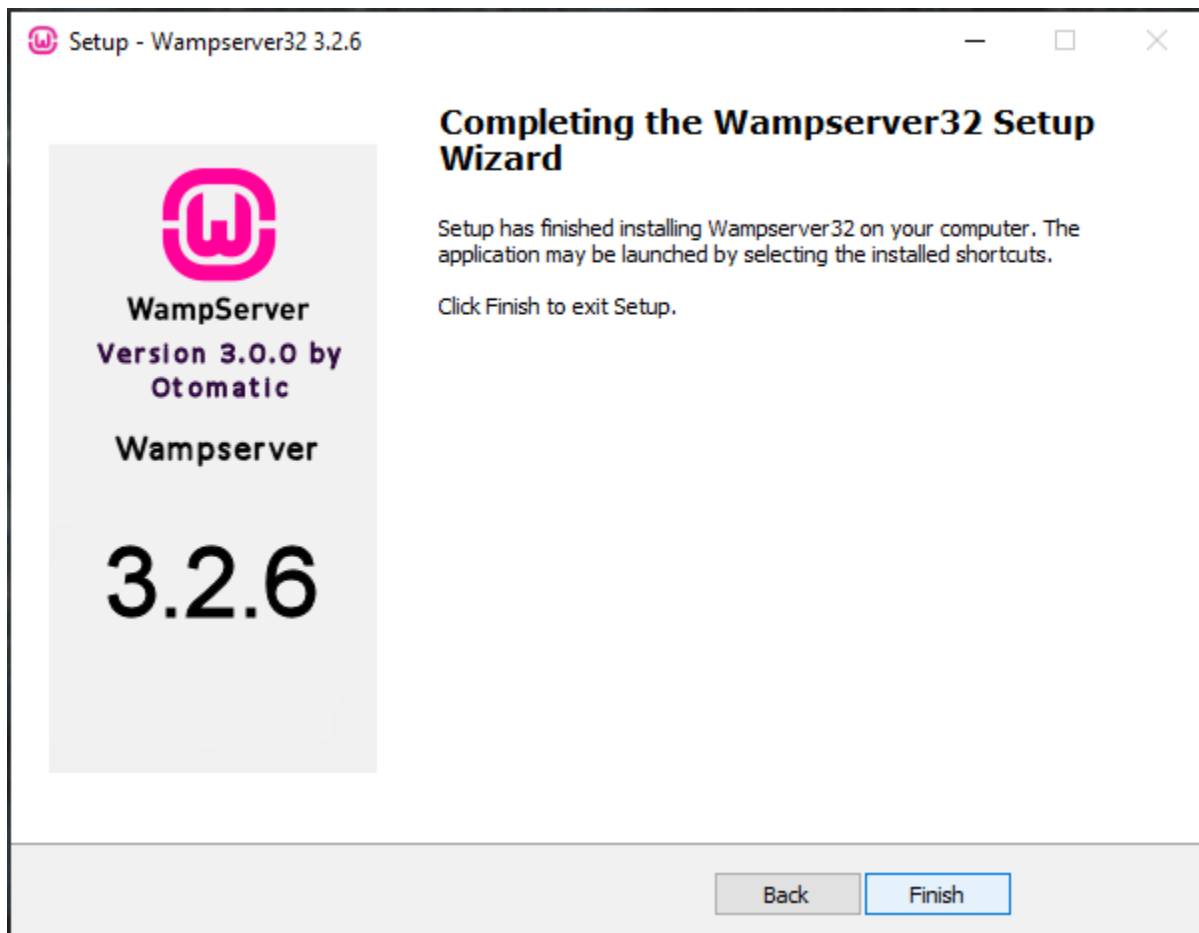 Setup - Wampserver32 3.2.6
Completing the Wampserver32 Setup
Wizard
Setup has finished installing Wampserver32 on your computer. The
application may be launched by selecting the installed shortcuts.
Click Finish to exit Setup.
WampServer
Version 3.0.0 by
Otomatic
Wampserver
3.2.6
Back
Finish